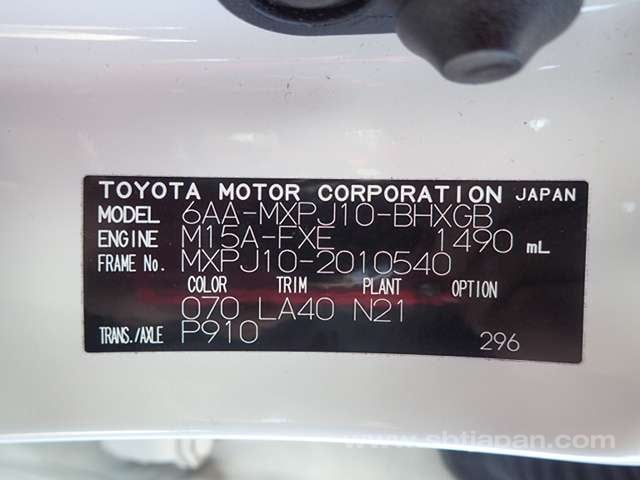 TOYOTA MOTOR CORPORATION JAPAN
MODEL 6AA-MXPJ10-BHXGB
ENGINE M15A-FXE 1490 mL
FRAME No. MXPJ10-2010540
COLOR TRIM PLANT OPTION
070 LA40 N21
TRANS./AXLE P910 296
www.sbtjapan.com